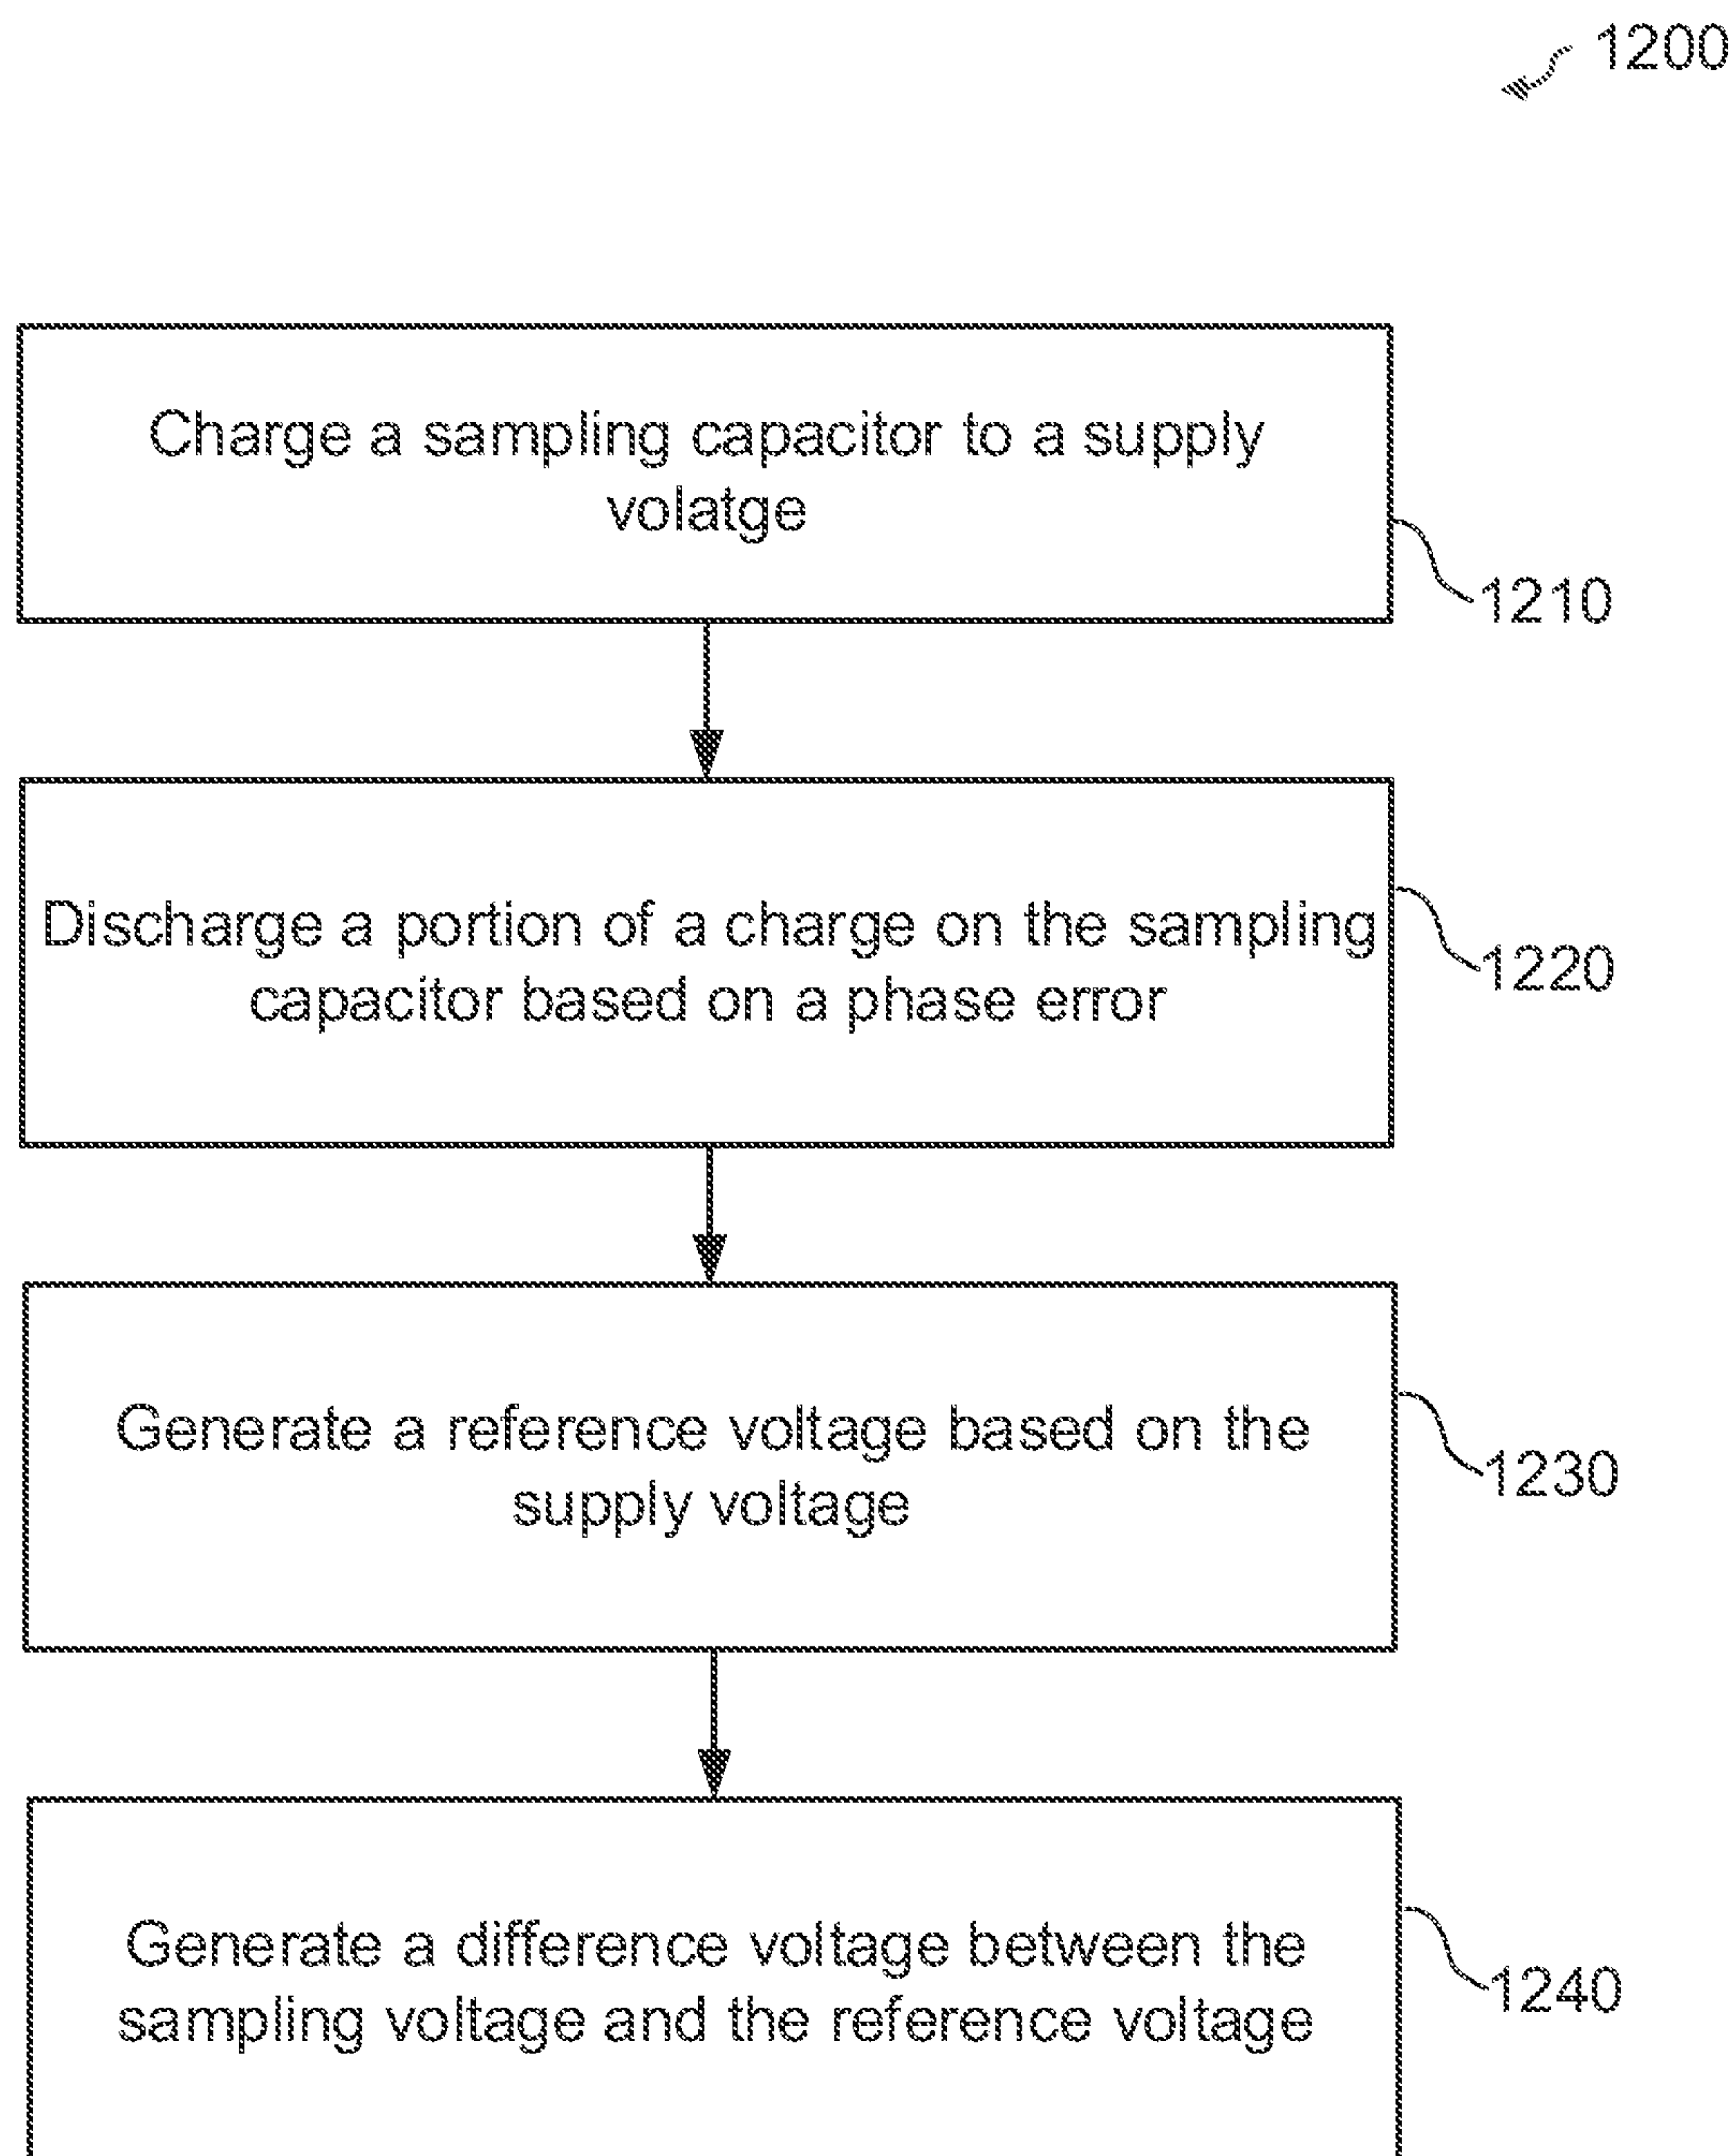 1200
Charge a sampling capacitor to a supply
volatge
1210
Discharge a portion of a charge on the sampling
capacitor based on a phase error
1220
Generate a reference voltage based on the
supply voltage
1230
Generate a difference voltage between the
sampling voltage and the reference voltage
1240